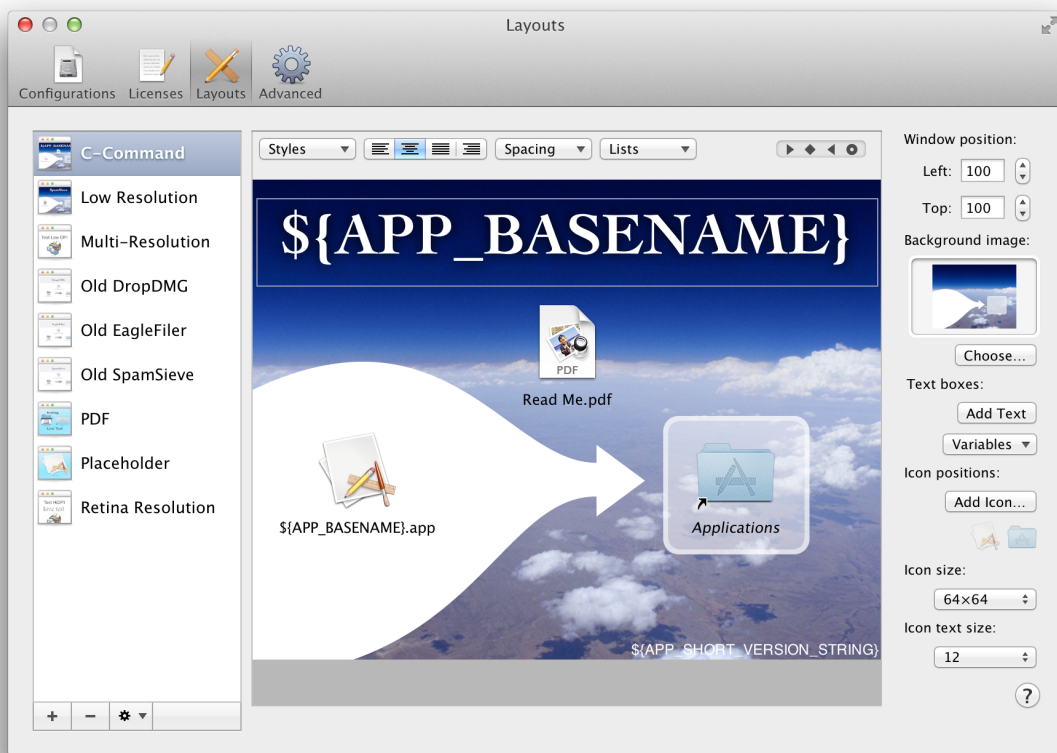 Layouts
Configurations Licenses Layouts Advanced
C-Command
Low Resolution
Multi-Resolution
Old DropDMG
Old EagleFiler
Old SpamSieve
PDF
Placeholder
Retina Resolution
Styles Spacing Lists
${APP_BASENAME}
PDF
Read Me.pdf
${APP_BASENAME}.app
Applications
${APP_SHORT_VERSION_STRING}
Window position:
Left: 100
Top: 100
Background image:
Choose...
Text boxes:
Add Text
Variables
Icon positions:
Add Icon...
Icon size:
64×64
Icon text size:
12
?